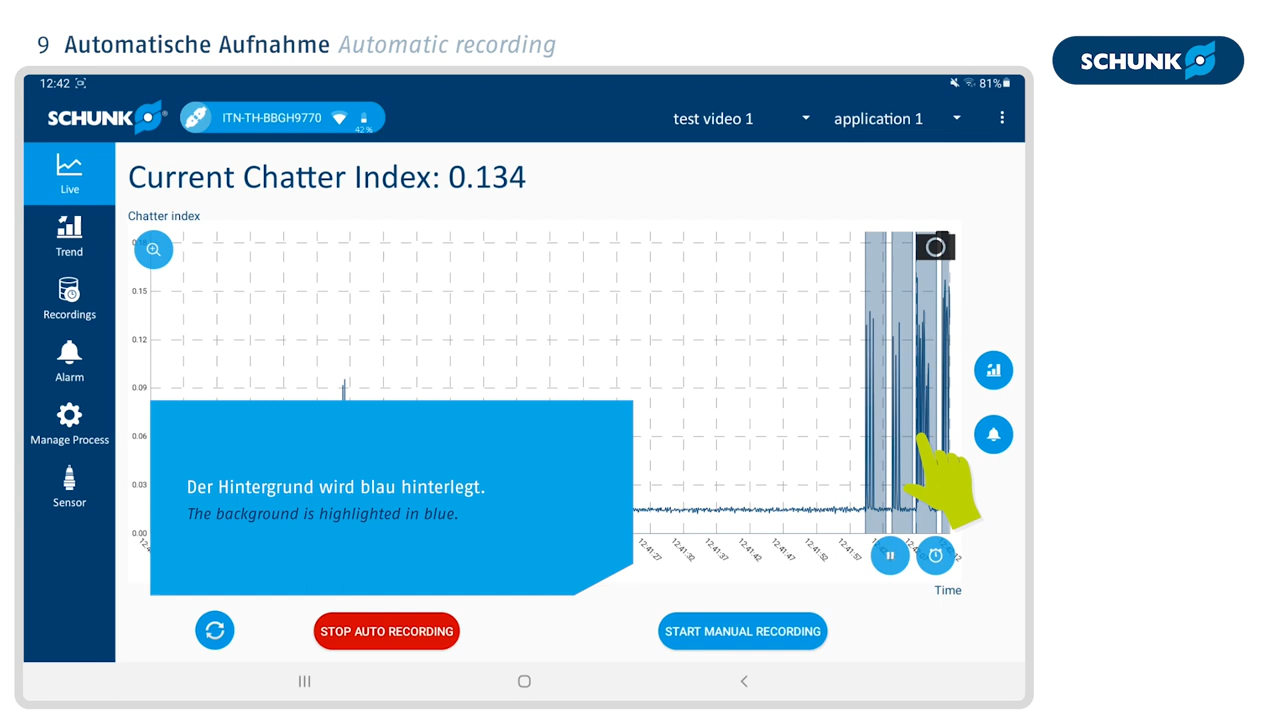 9 Automatische Aufnahme Automatic recording
SCHUNK
12:42
81%
SCHUNK
ITN-TH-BBGH9770
42 %
test video 1
application 1
Live
Trend
Recordings
Alarm
Manage Process
Sensor
Current Chatter Index: 0.134
Chatter index
0.15
0.12
0.09
0.06
0.03
0.00
Der Hintergrund wird blau hinterlegt.
The background is highlighted in blue.
12:41:27
12:41:32
12:41:37
12:41:42
12:41:47
12:41:52
12:41:57
Time
STOP AUTO RECORDING
START MANUAL RECORDING